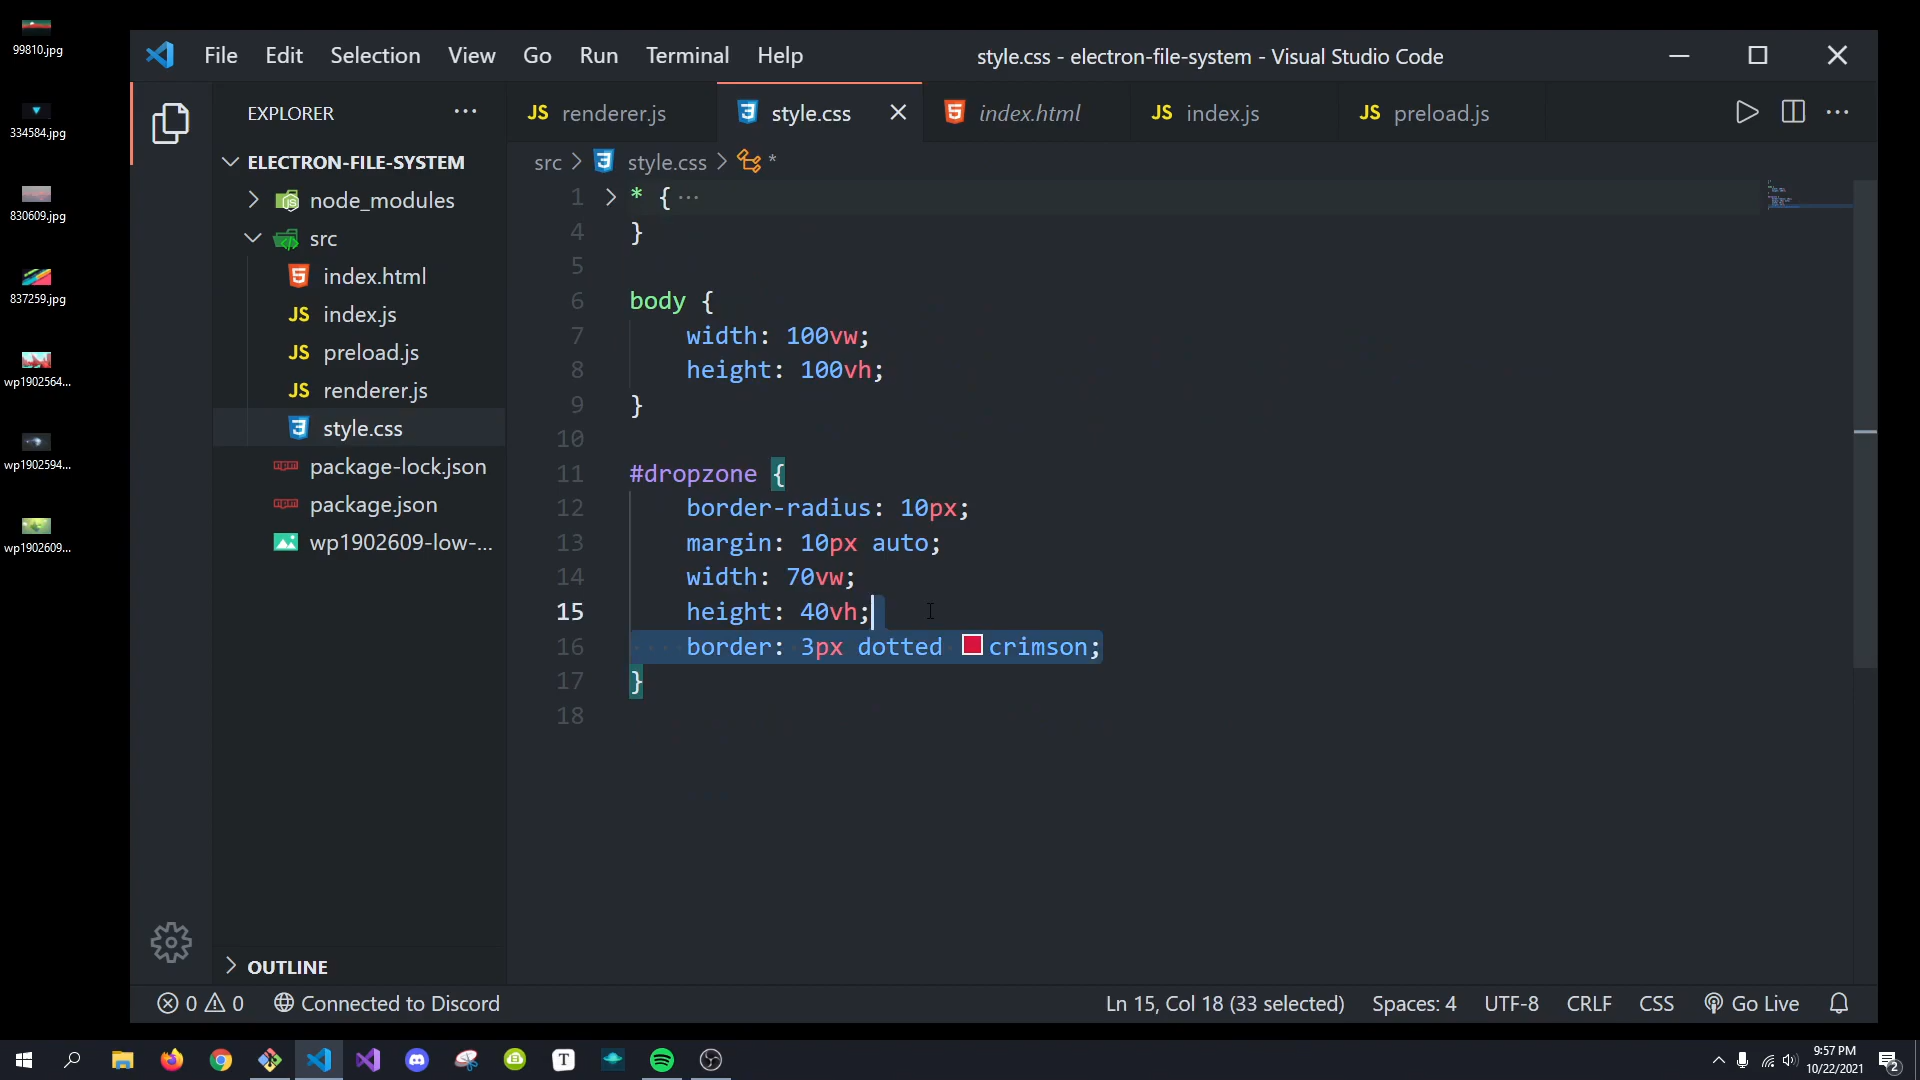 99810.jpg
334584.jpg
830609.jpg
837259.jpg
wp1902564...
wp1902594...
wp1902609...
File Edit Selection View Go Run Terminal Help
style.css - electron-file-system - Visual Studio Code
EXPLORER ...
ELECTRON-FILE-SYSTEM
node_modules
src
index.html
index.js
preload.js
renderer.js
style.css
package-lock.json
package.json
wp1902609-low-...
OUTLINE
JS renderer.js
style.css
index.html
JS index.js
JS preload.js
src > style.css > *
1 * { ...
4 }
5
6 body {
7 width: 100vw;
8 height: 100vh;
9 }
10
11 #dropzone {
12 border-radius: 10px;
13 margin: 10px auto;
14 width: 70vw;
15 height: 40vh;
16 border: 3px dotted crimson;
17 }
18
0 0 Connected to Discord
Ln 15, Col 18 (33 selected) Spaces: 4 UTF-8 CRLF CSS Go Live
9:57 PM
10/22/2021
2